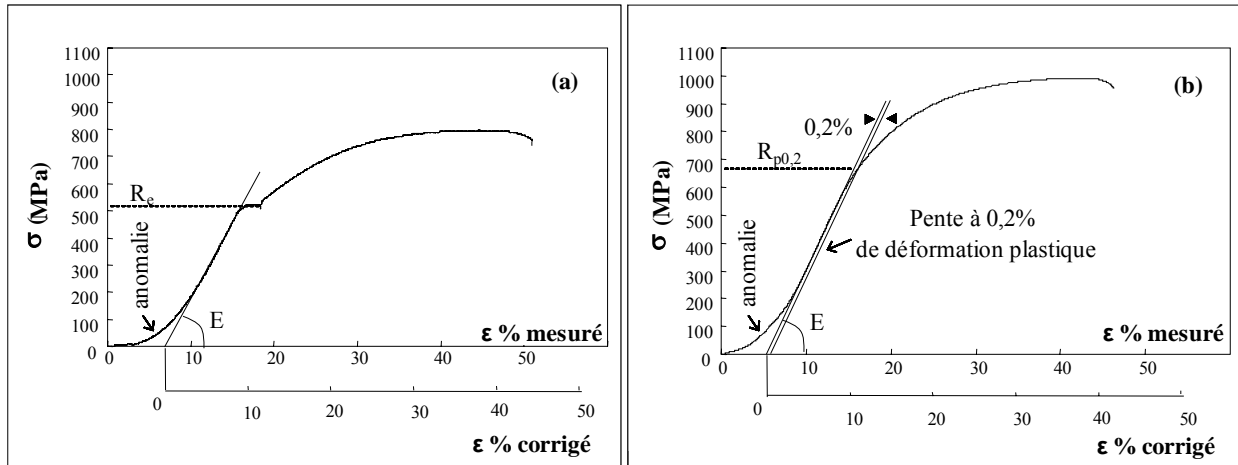 (a)
1100
1000
900
800
700
600
500
400
300
200
100
0
σ (MPa)
Re
anomalie
E
ε % mesuré
0 10 20 30 40 50
0 10 20 30 40 50
ε % corrigé
(b)
1100
1000
900
800
700
600
500
400
300
200
100
0
σ (MPa)
0,2%
Rp0,2
Pente à 0,2%
de déformation plastique
anomalie
E
ε % mesuré
0 10 20 30 40 50
0 10 20 30 40 50
ε % corrigé